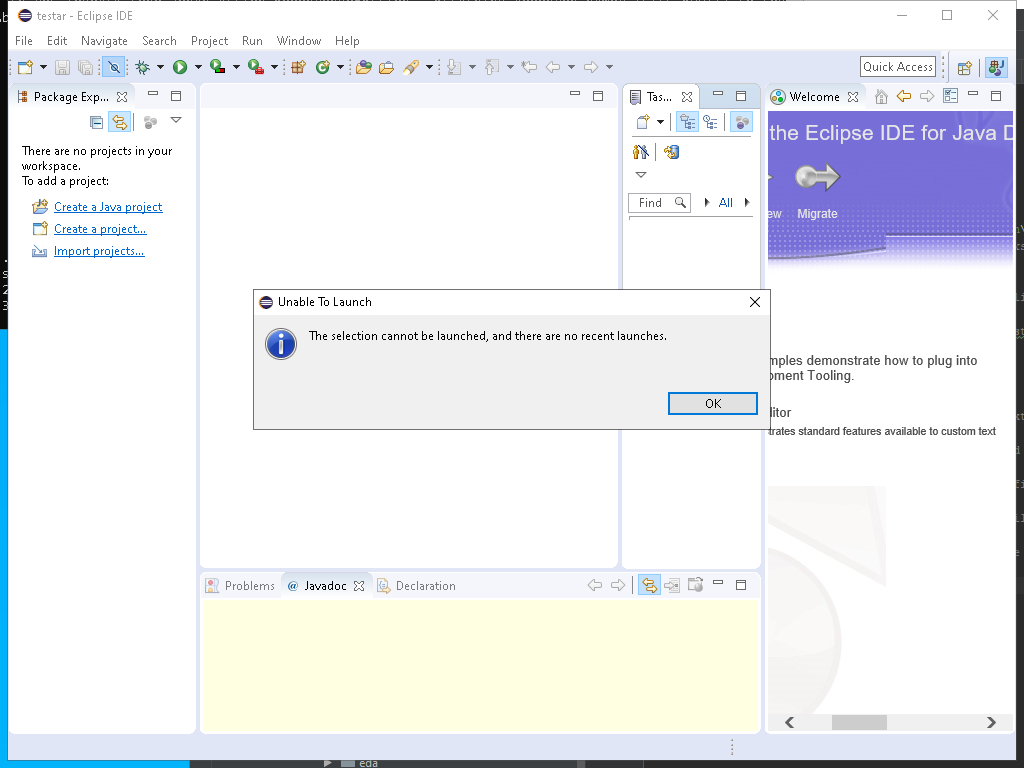 testar - Eclipse IDE
File Edit Navigate Search Project Run Window Help
Quick Access
Package Exp...
Tas...
Welcome
There are no projects in your
workspace.
To add a project:
Create a Java project
Create a project...
Import projects...
Find
All
the Eclipse IDE for Java D
ew
Migrate
Unable To Launch
The selection cannot be launched, and there are no recent launches.
OK
mples demonstrate how to plug into
oment Tooling.
ditor
trates standard features available to custom text
Problems
@ Javadoc
Declaration
eda